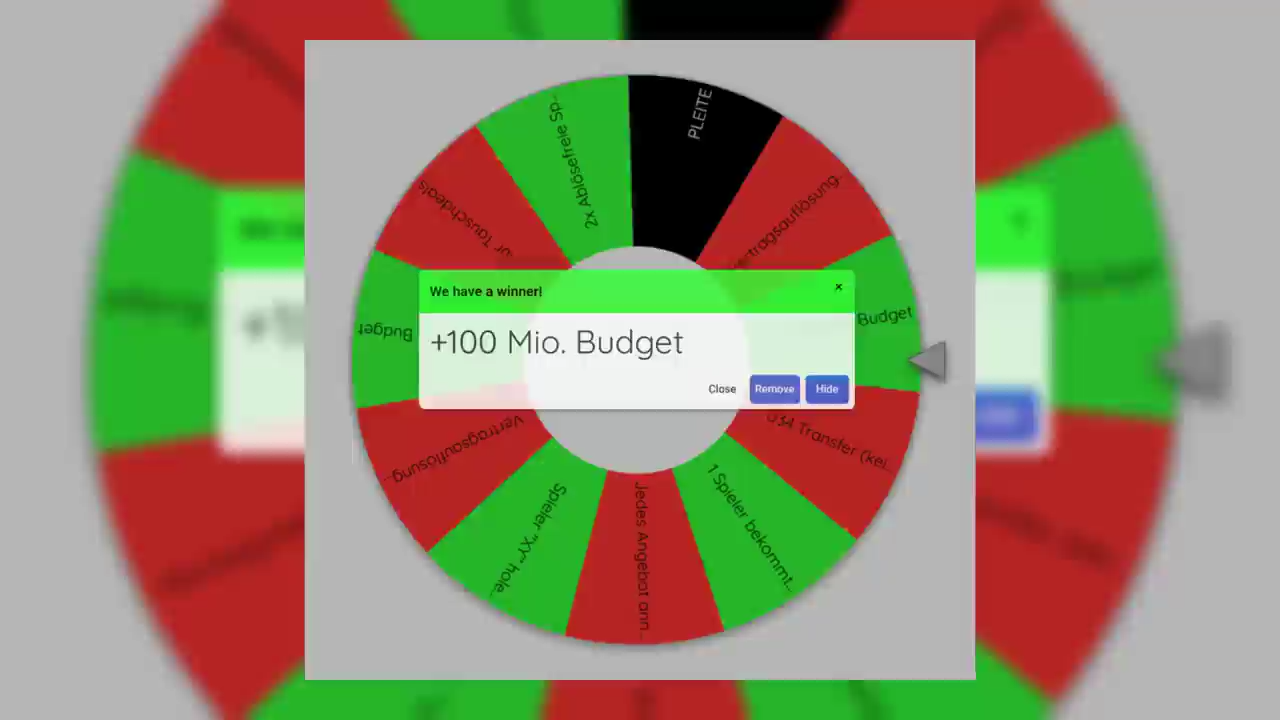 PLEITE
2x Ablösefreie Sp...
ur Tauschdeals
ertragsauflösung...
We have a winner!
×
+100 Mio. Budget
Close
Remove
Hide
Budget
Budget
Ü34 Transfer (kei...
Vertragsauflösung...
Spieler "XY" hole...
Jedes Angebot ann...
1 Spieler bekommt...